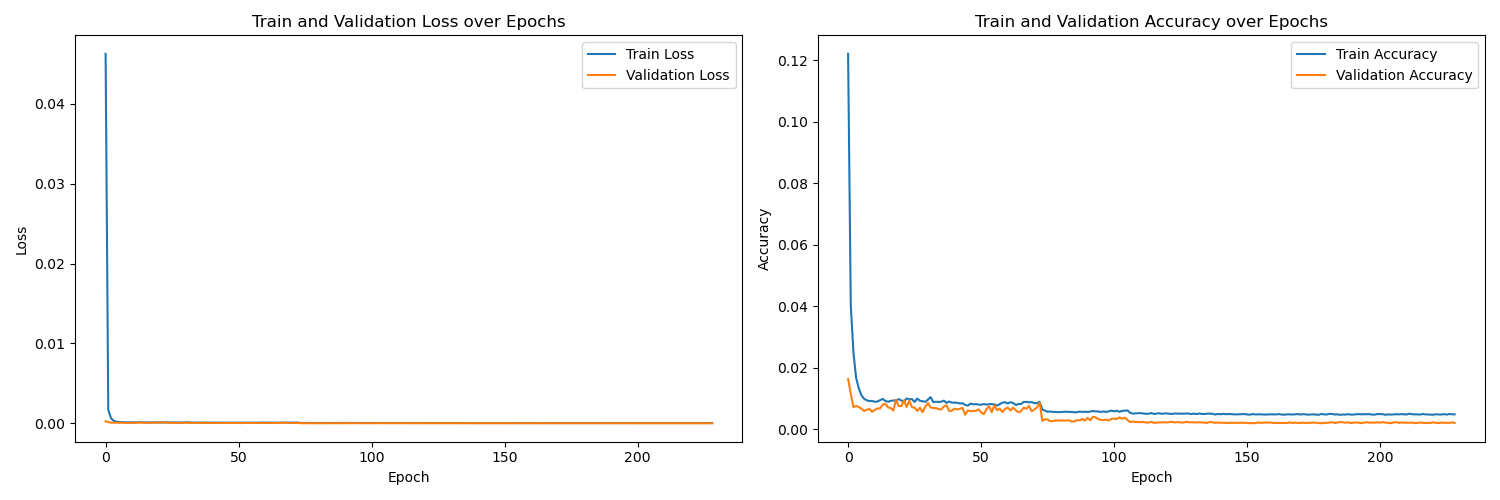 Train and Validation Loss over Epochs
Train Loss
Validation Loss
0.04
0.03
0.02
0.01
0.00
Loss
0 50 100 150 200
Epoch
Train and Validation Accuracy over Epochs
Train Accuracy
Validation Accuracy
0.12
0.10
0.08
0.06
0.04
0.02
0.00
Accuracy
0 50 100 150 200
Epoch